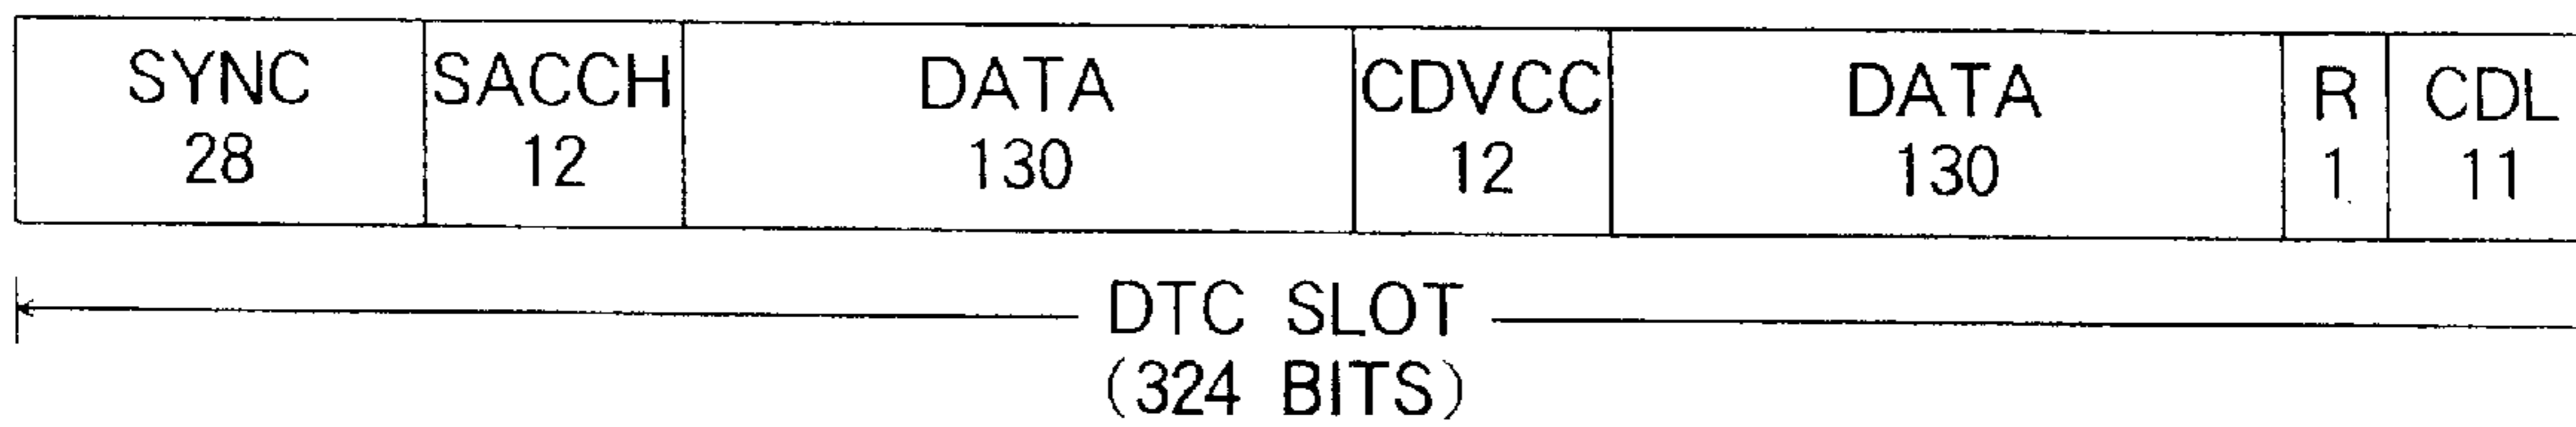 SYNC SACCH DATA CDVCC DATA R CDL
28 12 130 12 130 1 11
DTC SLOT
(324 BITS)